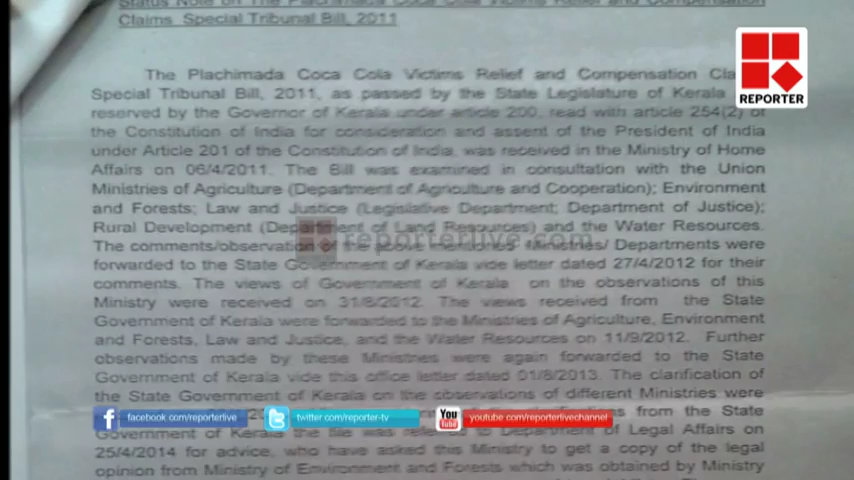 Status Note on The Plachimada Coca Cola Victims Relief and Compensation
Claims Special Tribunal Bill, 2011
The Plachimada Coca Cola Victims Relief and Compensation
Special Tribunal Bill, 2011, as passed by the State Legislature of Kerala
reserved by the Governor of Kerala under article 200, read with article 254(2) of
the Constitution of India for consideration and assent of the President of India
under Article 201 of the Constitution of India, was received in the Ministry of Home
Affairs on 06/4/2011. The Bill was examined in consultation with the Union
Ministries of Agriculture (Department of Agriculture and Cooperation); Environment
and Forests; Law and Justice (Legislative Department; Department of Justice);
Rural Development (Department of Land Resources) and the Water Resources.
The comments/observation Ministries/ Departments were
forwarded to the State Government of Kerala vide letter dated 27/4/2012 for their
comments. The views of Government of Kerala on the observations of this
Ministry were received on 31/8/2012. The views received from the State
Government of Kerala were forwarded to the Ministries of Agriculture, Environment
and Forests, Law and Justice, and the Water Resources on 11/9/2012. Further
observations made by these Ministries were again forwarded to the State
Government of Kerala vide this office letter dated 01/8/2013. The clarification of
the State Government of Kerala on the observations of different Ministries were
from the State
Government of Kerala the file was referred to Department of Legal Affairs on
25/4/2014 for advice, who have asked this Ministry to get a copy of the legal
opinion from Ministry of Environment and Forests which was obtained by Ministry
REPORTER
reporterlive.com
facebook.com/reporterlive
twitter.com/reporter-tv
You Tube
youtube.com/reporterlivechannel